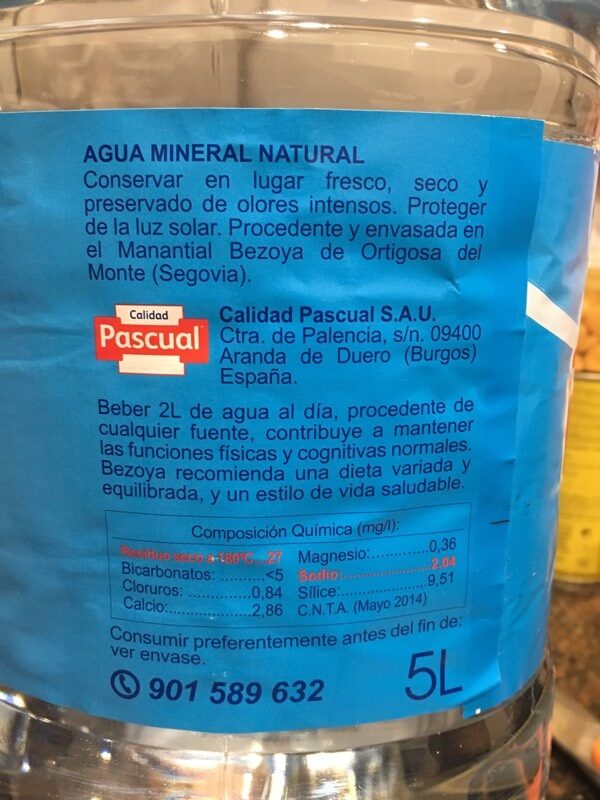 AGUA MINERAL NATURAL
Conservar en lugar fresco, seco y
preservado de olores intensos. Proteger
de la luz solar. Procedente y envasada en
el Manantial Bezoya de Ortigosa del
Monte (Segovia).
Calidad
Pascual
Calidad Pascual S.A.U.
Ctra. de Palencia, s/n. 09400
Aranda de Duero (Burgos)
España.
Beber 2L de agua al día, procedente de
cualquier fuente, contribuye a mantener
las funciones físicas y cognitivas normales.
Bezoya recomienda una dieta variada y
equilibrada, y un estilo de vida saludable.
Composición Química (mg/l):
Residuo seco a 180ºC....27
Bicarbonatos: ........<5
Cloruros: ...........0,84
Calcio:..............2,86
Magnesio:............0,36
Sodio:................2,04
Sílice:.................9,51
C.N.T.A. (Mayo 2014)
Consumir preferentemente antes del fin de:
ver envase.
901 589 632
5L